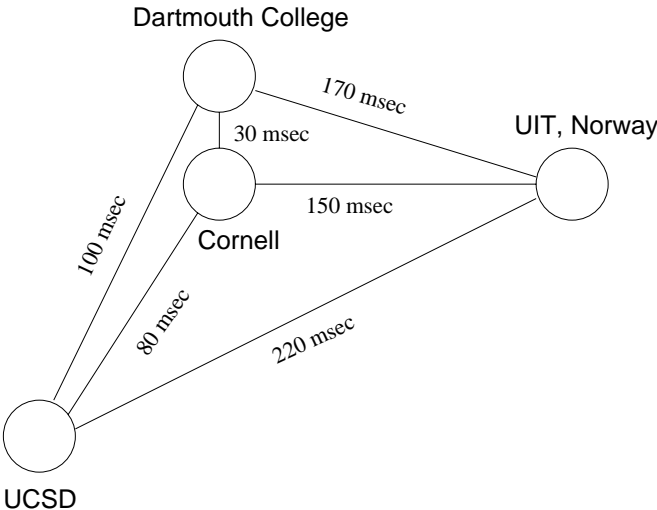 Dartmouth College
170 msec
UIT, Norway
30 msec
150 msec
Cornell
100 msec
80 msec
220 msec
UCSD